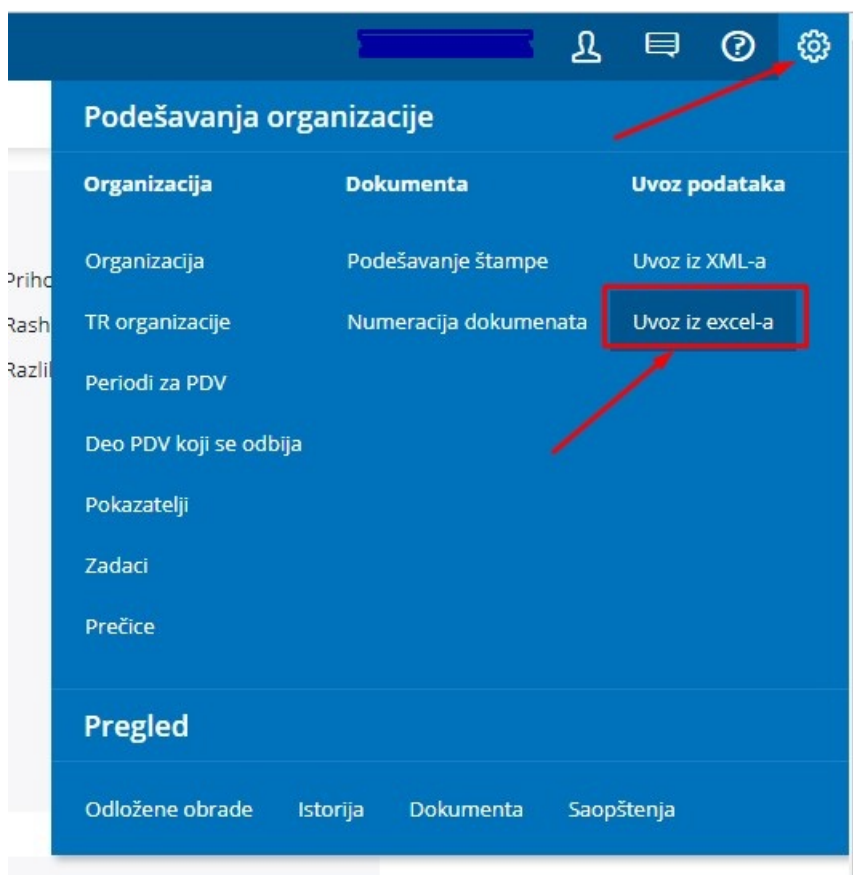 Podešavanja organizacije
Organizacija Dokumenta Uvoz podataka
Organizacija Podešavanje štampe Uvoz iz XML-a
TR organizacije Numeracija dokumenata Uvoz iz excel-a
Periodi za PDV
Deo PDV koji se odbija
Pokazatelji
Zadaci
Prečice
Pregled
Odložene obrade Istorija Dokumenta Saopštenja